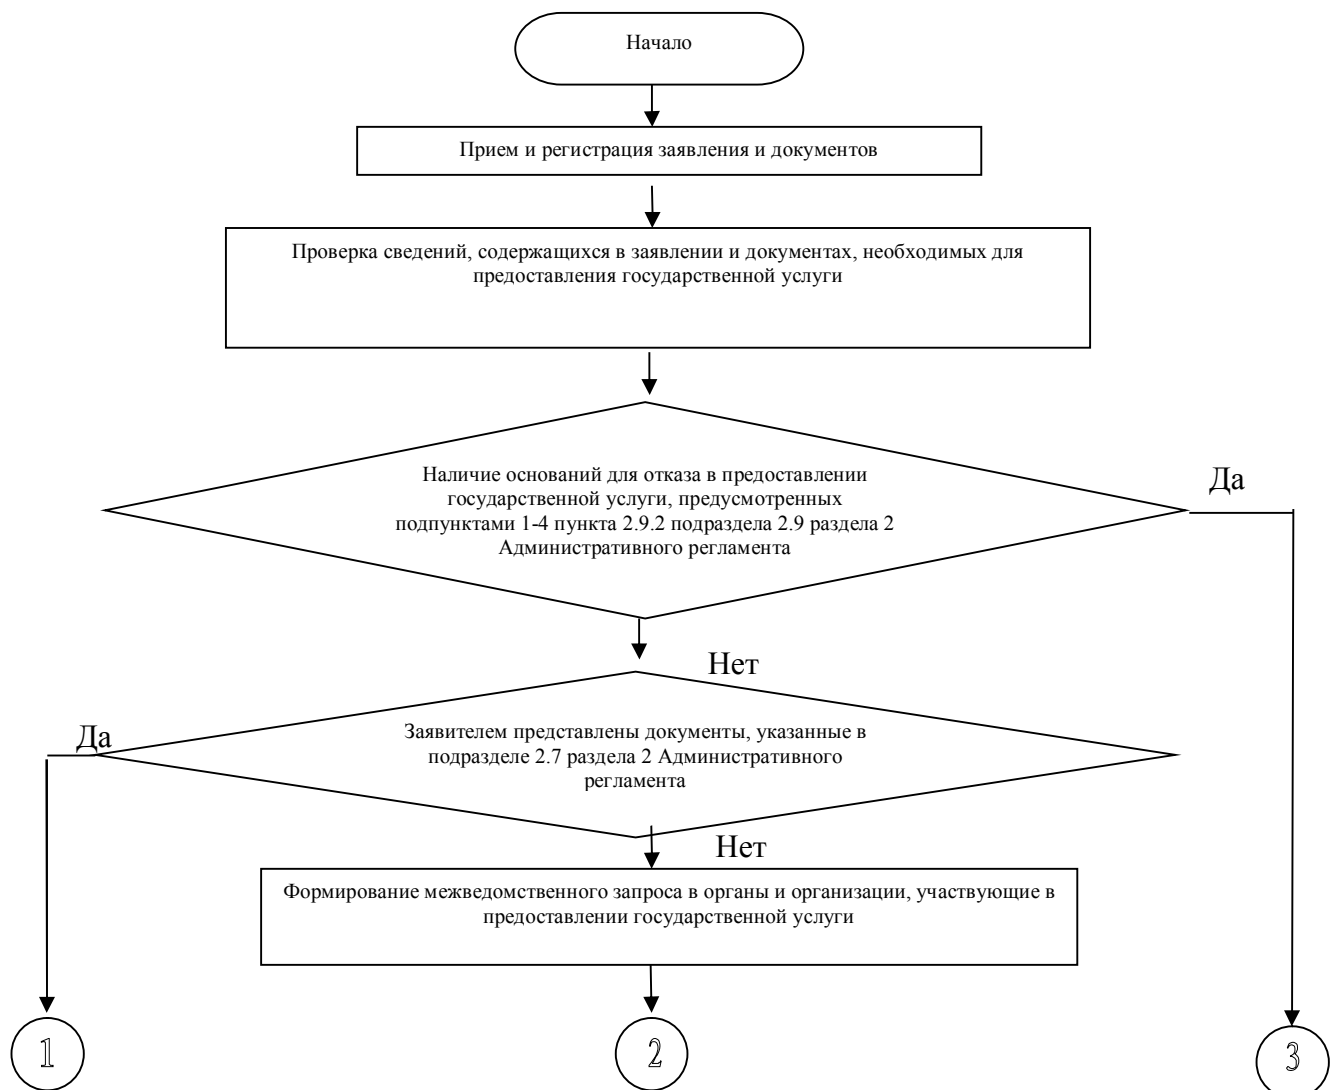 Начало
Прием и регистрация заявления и документов
Проверка сведений, содержащихся в заявлении и документах, необходимых для
предоставления государственной услуги
Наличие оснований для отказа в предоставлении
государственной услуги, предусмотренных
подпунктами 1-4 пункта 2.9.2 подраздела 2.9 раздела 2
Административного регламента
Да
Нет
Да
Заявителем представлены документы, указанные в
подразделе 2.7 раздела 2 Административного
регламента
Нет
Формирование межведомственного запроса в органы и организации, участвующие в
предоставлении государственной услуги
1
2
3